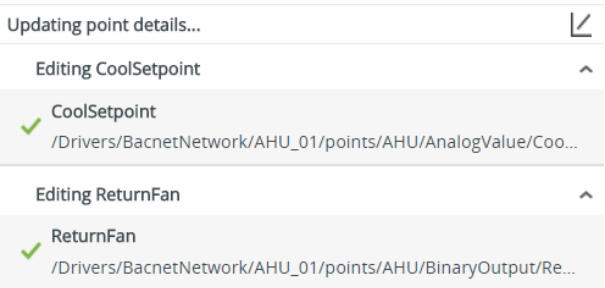 Updating point details...
Editing CoolSetpoint
CoolSetpoint
/Drivers/BacnetNetwork/AHU_01/points/AHU/AnalogValue/Coo...
Editing ReturnFan
ReturnFan
/Drivers/BacnetNetwork/AHU_01/points/AHU/BinaryOutput/Re...